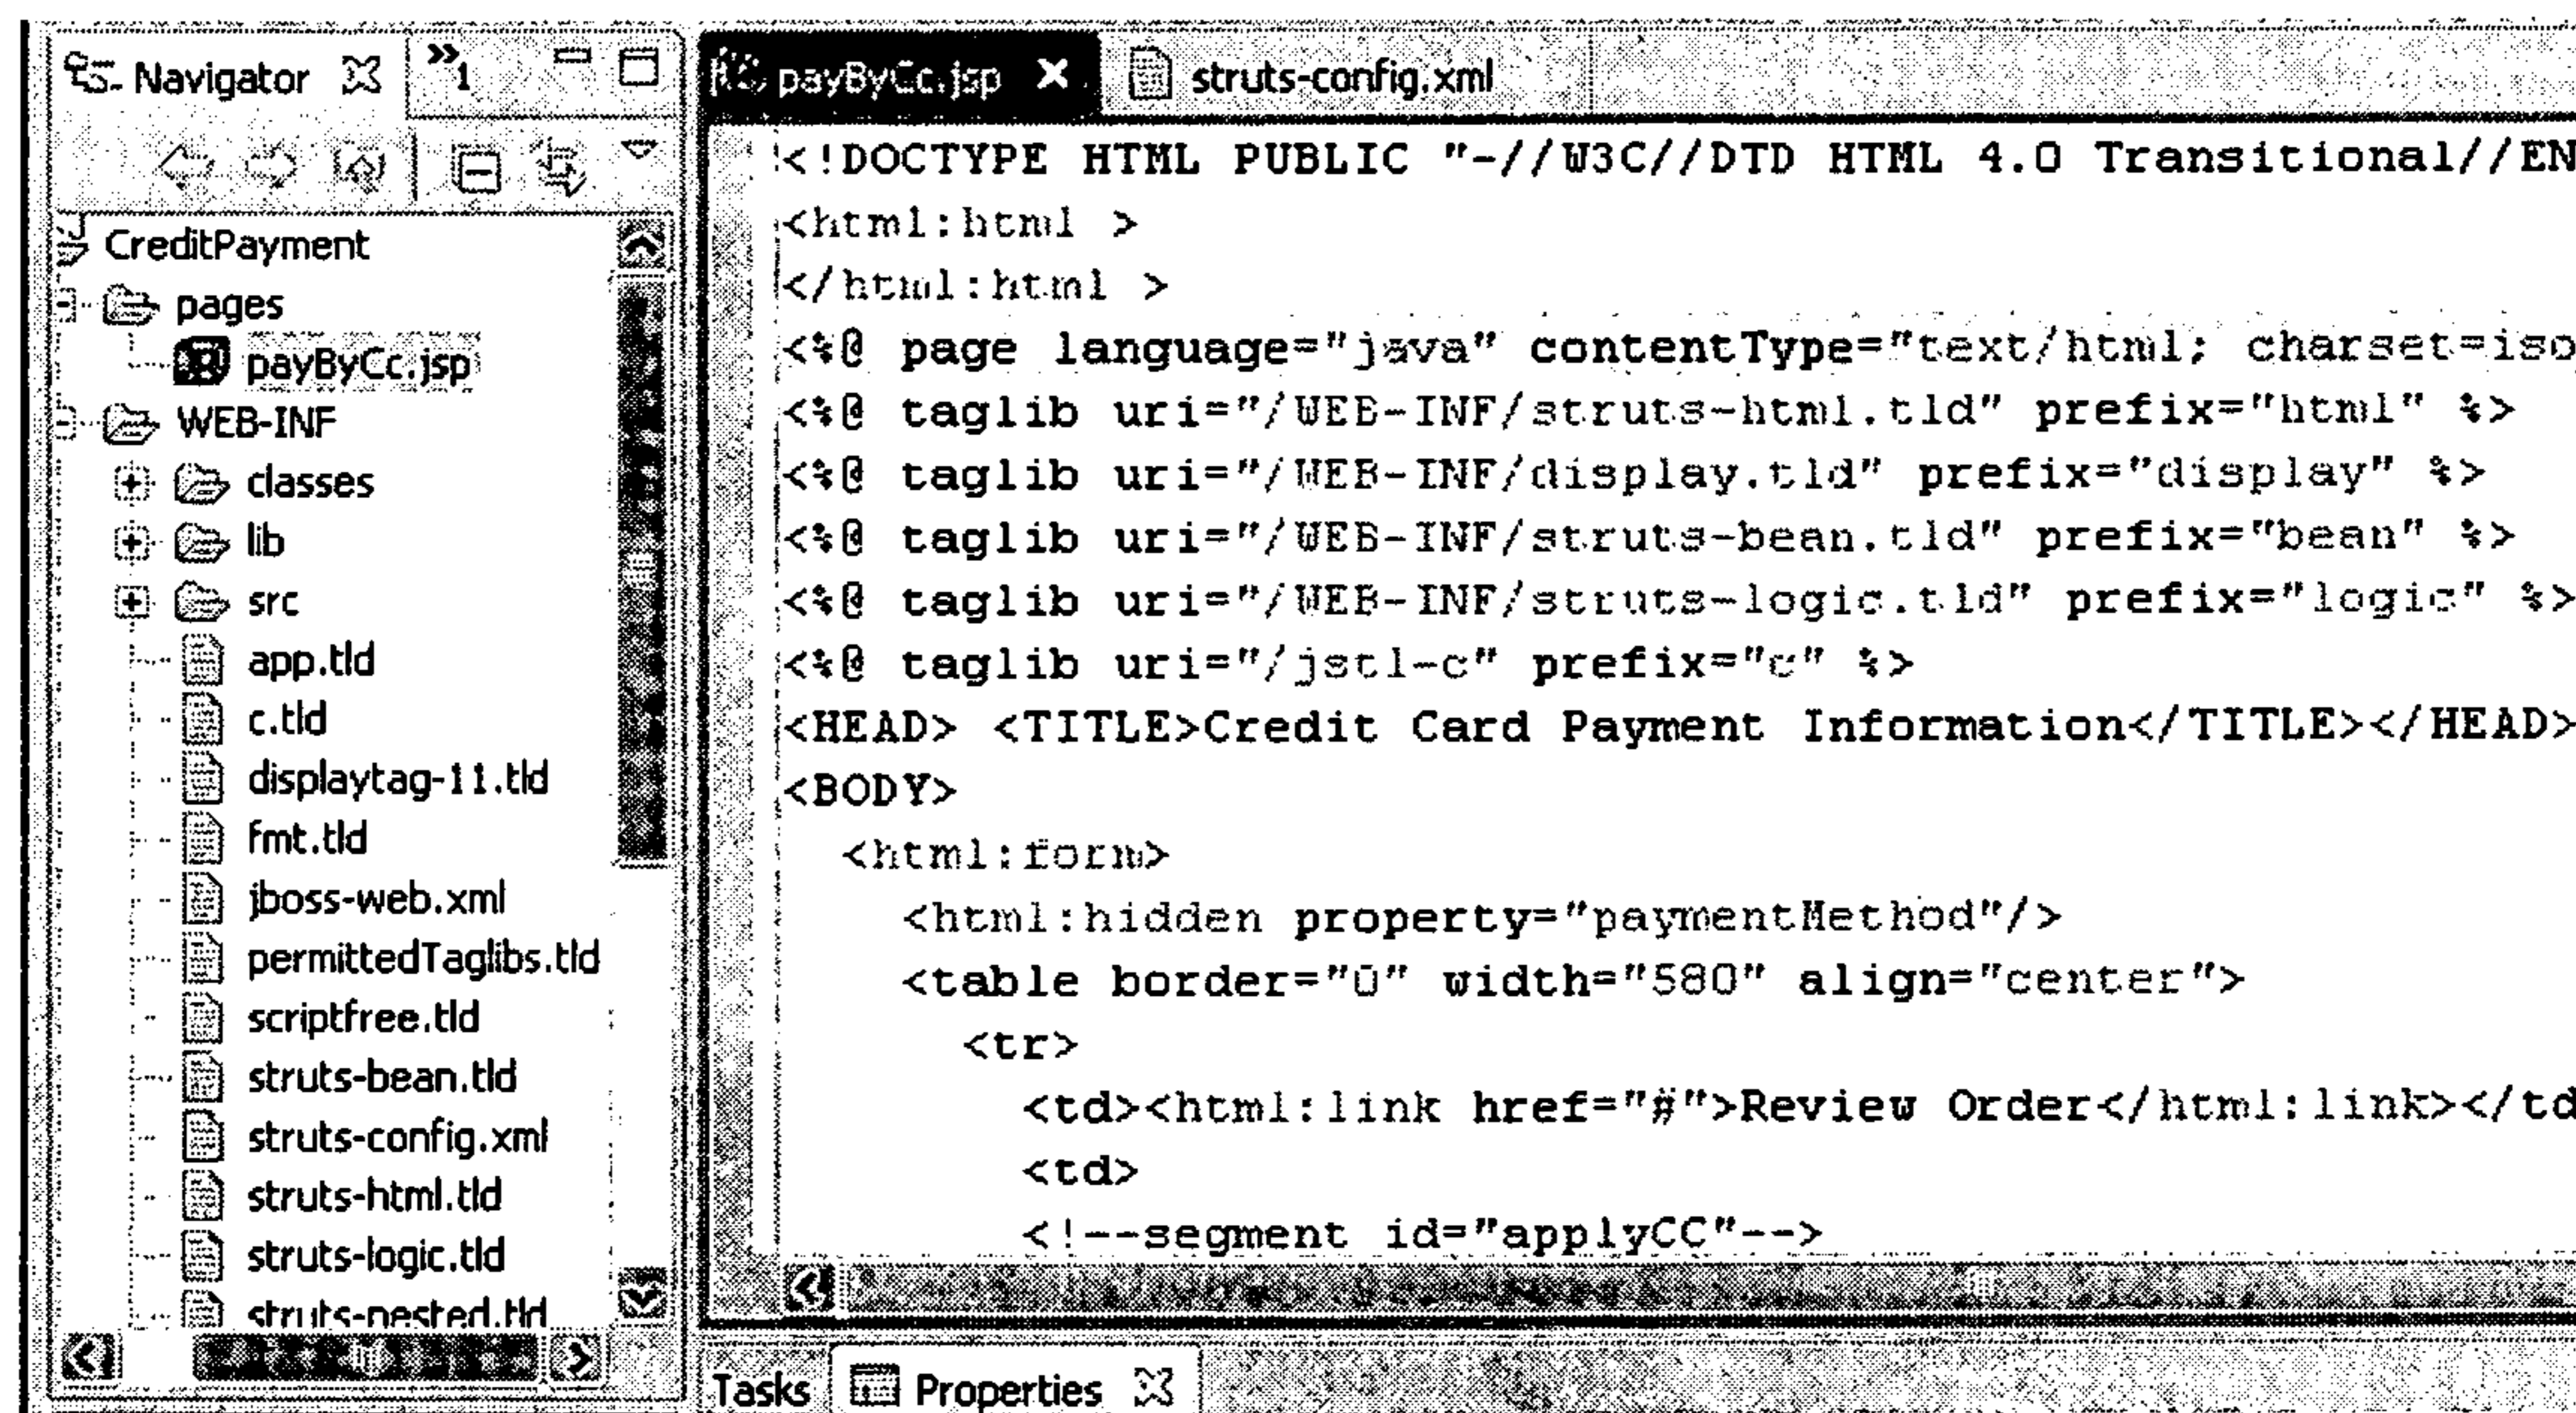 Navigator
»1
CreditPayment
pages
payByCc.jsp
WEB-INF
classes
lib
src
app.tld
c.tld
displaytag-11.tld
fmt.tld
jboss-web.xml
permittedTaglibs.tld
scriptfree.tld
struts-bean.tld
struts-config.xml
struts-html.tld
struts-logic.tld
struts-nested.tld
payByCc.jsp
struts-config.xml
<!DOCTYPE HTML PUBLIC "-//W3C//DTD HTML 4.0 Transitional//EN
<html:html >
</html:html >
<%@ page language="java" contentType="text/html; charset=iso
<%@ taglib uri="/WEB-INF/struts-html.tld" prefix="html" %>
<%@ taglib uri="/WEB-INF/display.tld" prefix="display" %>
<%@ taglib uri="/WEB-INF/struts-bean.tld" prefix="bean" %>
<%@ taglib uri="/WEB-INF/struts-logic.tld" prefix="logic" %>
<%@ taglib uri="/jstl-c" prefix="c" %>
<HEAD> <TITLE>Credit Card Payment Information</TITLE></HEAD>
<BODY>
<html:form>
<html:hidden property="paymentMethod"/>
<table border="0" width="580" align="center">
<tr>
<td><html:link href="#">Review Order</html:link></td
<td>
<!--segment id="applyCC"-->
Tasks
Properties